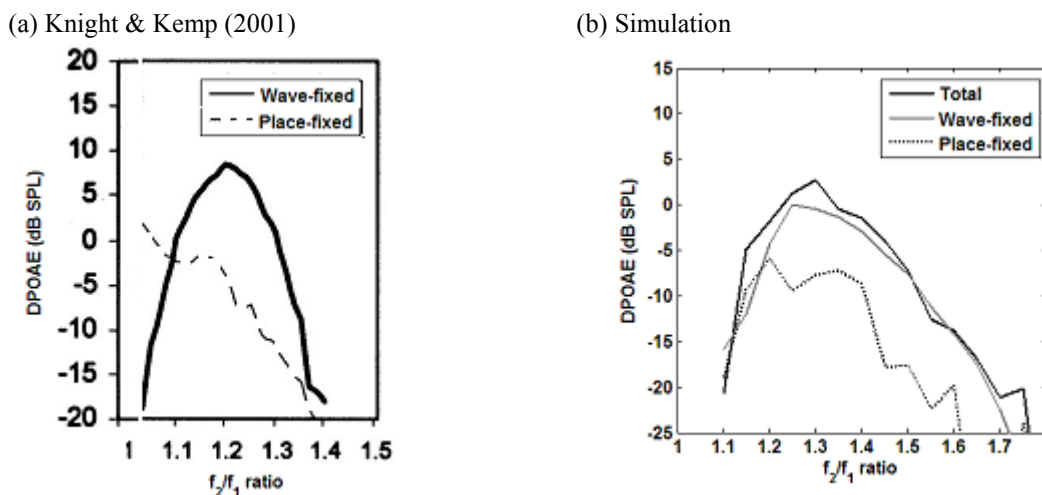 (a) Knight & Kemp (2001)
20
15
10
5
0
-5
-10
-15
-20
1
1.1
1.2
1.3
1.4
1.5
DPOAE (dB SPL)
f2/f1 ratio
Wave-fixed
Place-fixed
(b) Simulation
15
10
5
0
-5
-10
-15
-20
-25
1
1.1
1.2
1.3
1.4
1.5
1.6
1.7
DPOAE (dB SPL)
f2/f1 ratio
Total
Wave-fixed
Place-fixed